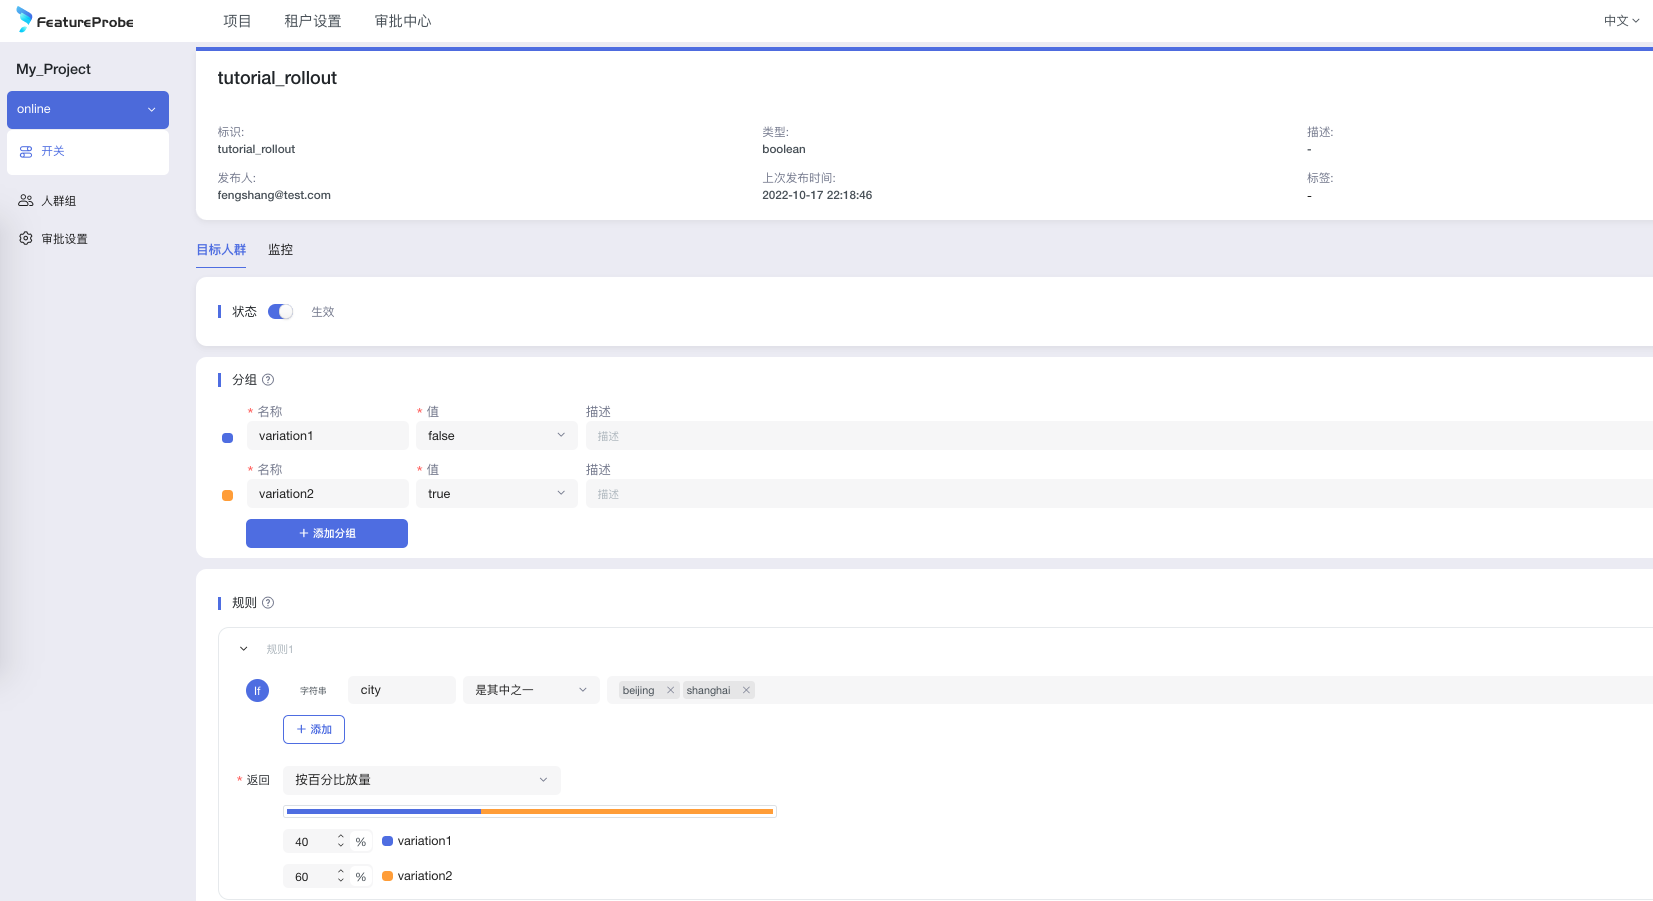 FeatureProbe 项目 租户设置 审批中心 中文
My_Project
online
开关
人群组
审批设置
tutorial_rollout
标识: 类型: 描述:
tutorial_rollout boolean -
发布人: 上次发布时间: 标签:
fengshang@test.com 2022-10-17 22:18:46 -
目标人群 监控
状态 生效
分组
* 名称 * 值 描述
variation1 false 描述
* 名称 * 值 描述
variation2 true 描述
+ 添加分组
规则
规则1
If 字符串 city 是其中之一 beijing × shanghai ×
+ 添加
* 返回 按百分比放量
40 % variation1
60 % variation2